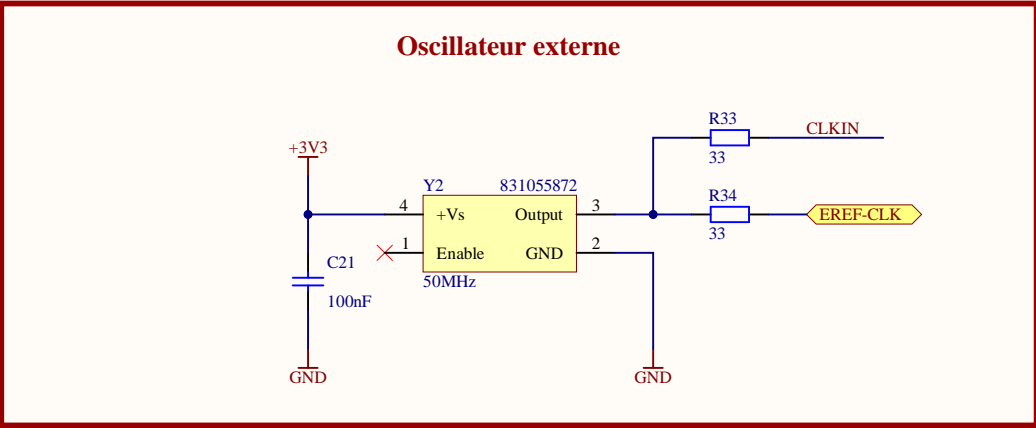 Oscillateur externe
R33
CLKIN
33
+3V3
Y2 831055872
R34
4 +Vs Output 3
EREF-CLK
33
1 Enable GND 2
C21
50MHz
100nF
GND
GND